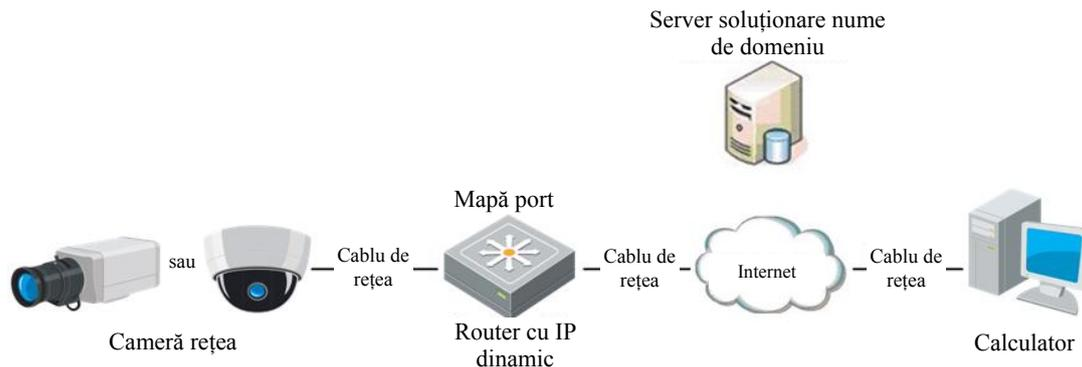 Server soluționare nume
de domeniu
Mapă port
sau
Cablu de
rețea
Cablu de
rețea
Internet
Cablu de
rețea
Cameră rețea
Router cu IP
dinamic
Calculator